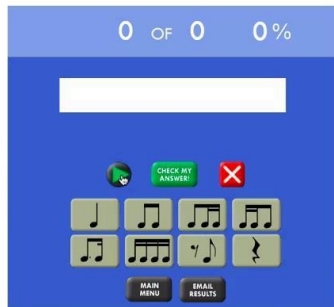 0 OF 0 0%
CHECK MY
ANSWER!
MAIN
MENU
EMAIL
RESULTS